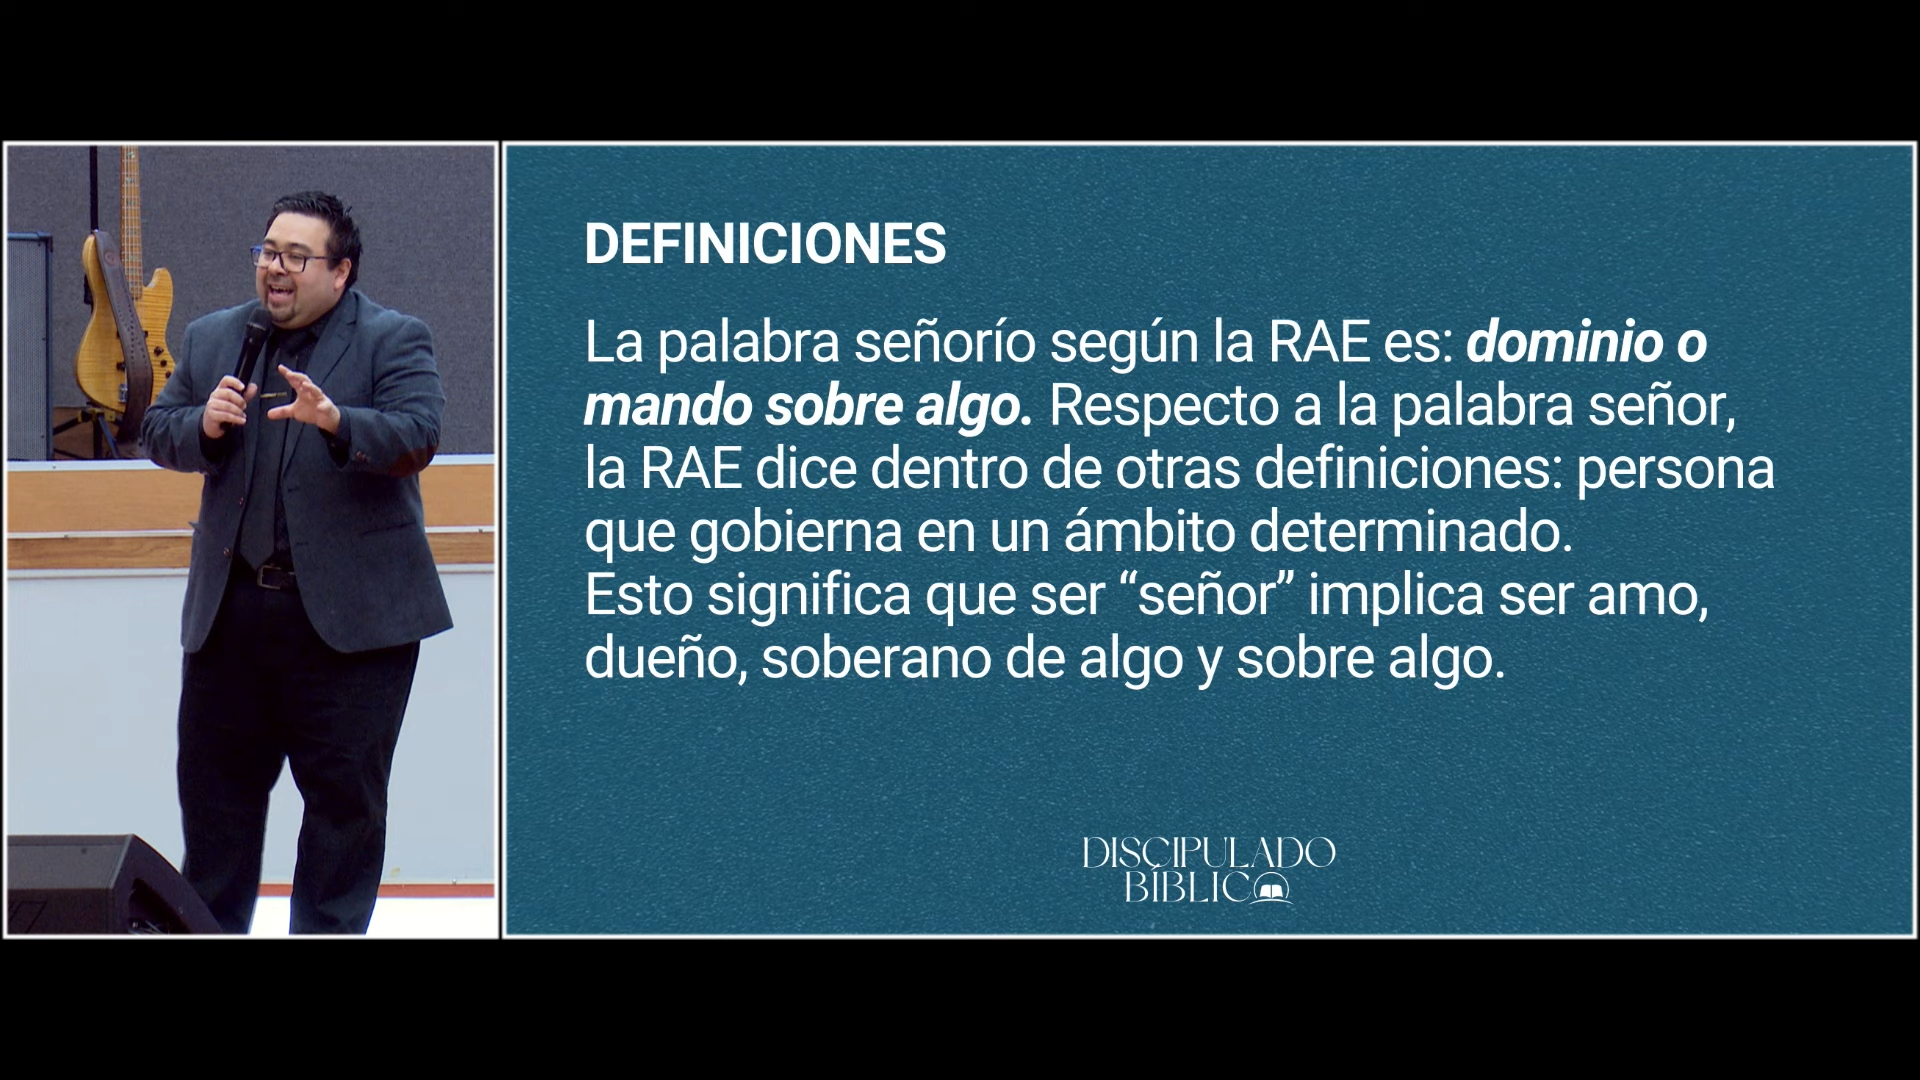 DEFINICIONES
La palabra señorío según la RAE es: dominio o
mando sobre algo. Respecto a la palabra señor,
la RAE dice dentro de otras definiciones: persona
que gobierna en un ámbito determinado.
Esto significa que ser “señor” implica ser amo,
dueño, soberano de algo y sobre algo.
DISCIPULADO
BÍBLICO